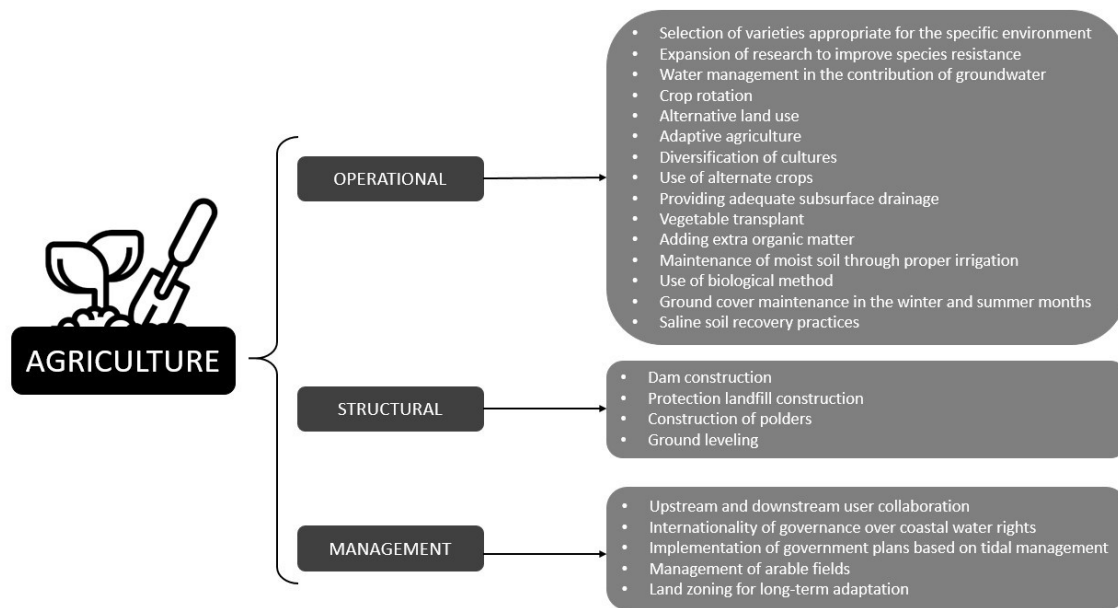 AGRICULTURE
OPERATIONAL
• Selection of varieties appropriate for the specific environment
• Expansion of research to improve species resistance
• Water management in the contribution of groundwater
• Crop rotation
• Alternative land use
• Adaptive agriculture
• Diversification of cultures
• Use of alternate crops
• Providing adequate subsurface drainage
• Vegetable transplant
• Adding extra organic matter
• Maintenance of moist soil through proper irrigation
• Use of biological method
• Ground cover maintenance in the winter and summer months
• Saline soil recovery practices
STRUCTURAL
• Dam construction
• Protection landfill construction
• Construction of polders
• Ground leveling
MANAGEMENT
• Upstream and downstream user collaboration
• Internationality of governance over coastal water rights
• Implementation of government plans based on tidal management
• Management of arable fields
• Land zoning for long-term adaptation